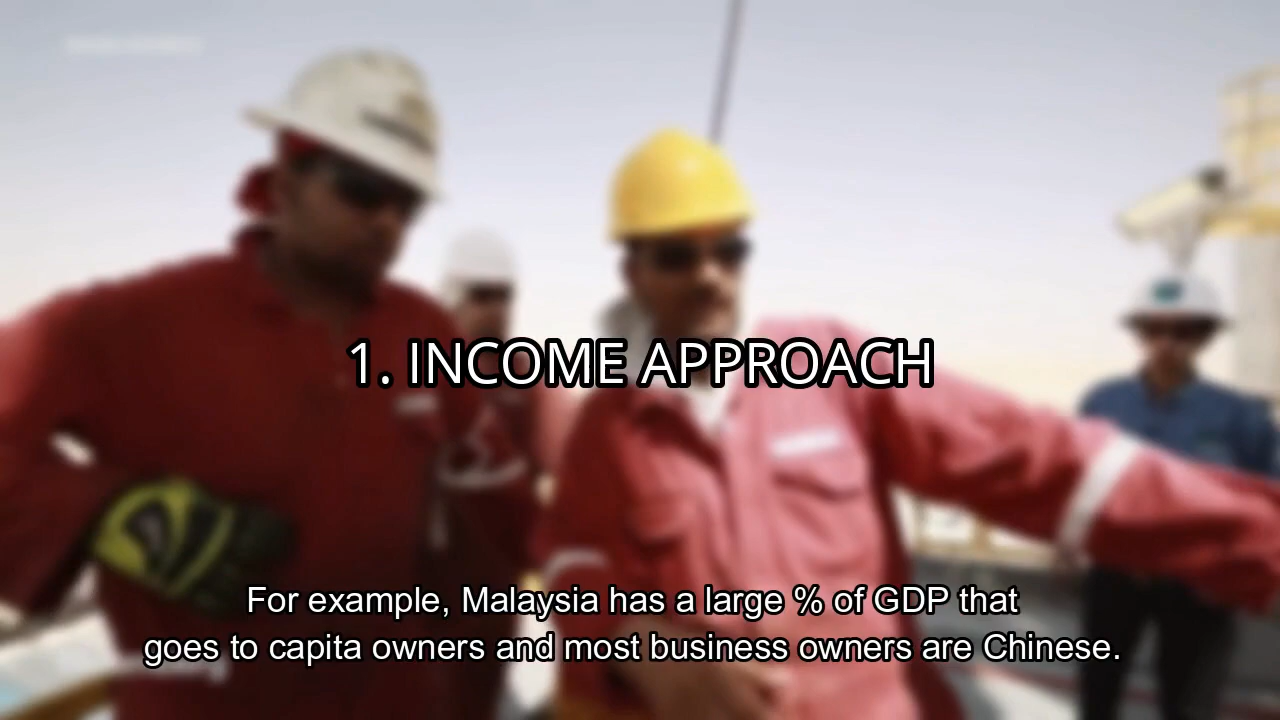 1. INCOME APPROACH
For example, Malaysia has a large % of GDP that
goes to capita owners and most business owners are Chinese.